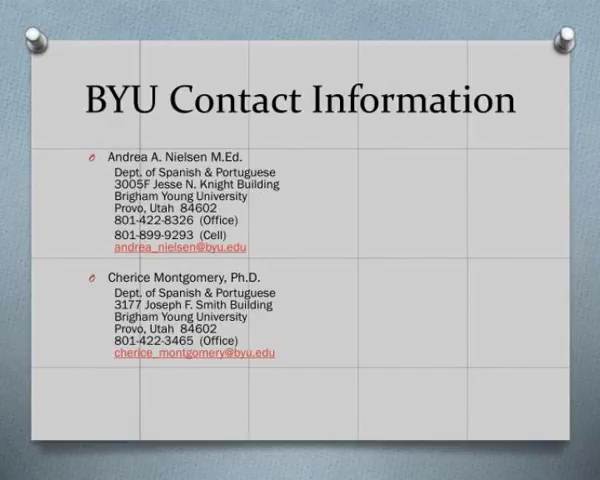 BYU Contact Information
Andrea A. Nielsen M.Ed.
Dept. of Spanish & Portuguese
3005F Jesse N. Knight Building
Brigham Young University
Provo, Utah  84602
801-422-8326  (Office)
801-899-9293  (Cell)
andrea_nielsen@byu.edu
Cherice Montgomery, Ph.D.
Dept. of Spanish & Portuguese
3177 Joseph F. Smith Building
Brigham Young University
Provo, Utah  84602
801-422-3465  (Office)
cherice_montgomery@byu.edu